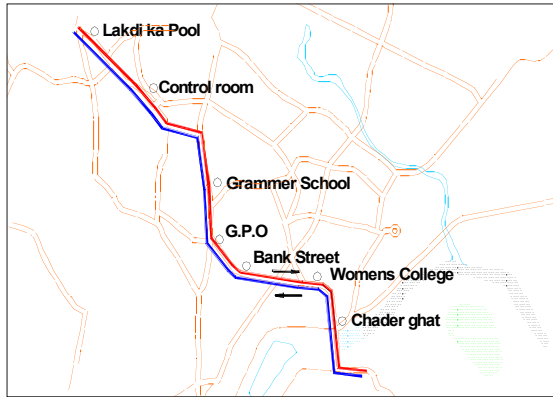 Lakdi ka Pool
Control room
Grammer School
G.P.O
Bank Street
Womens College
Chader ghat